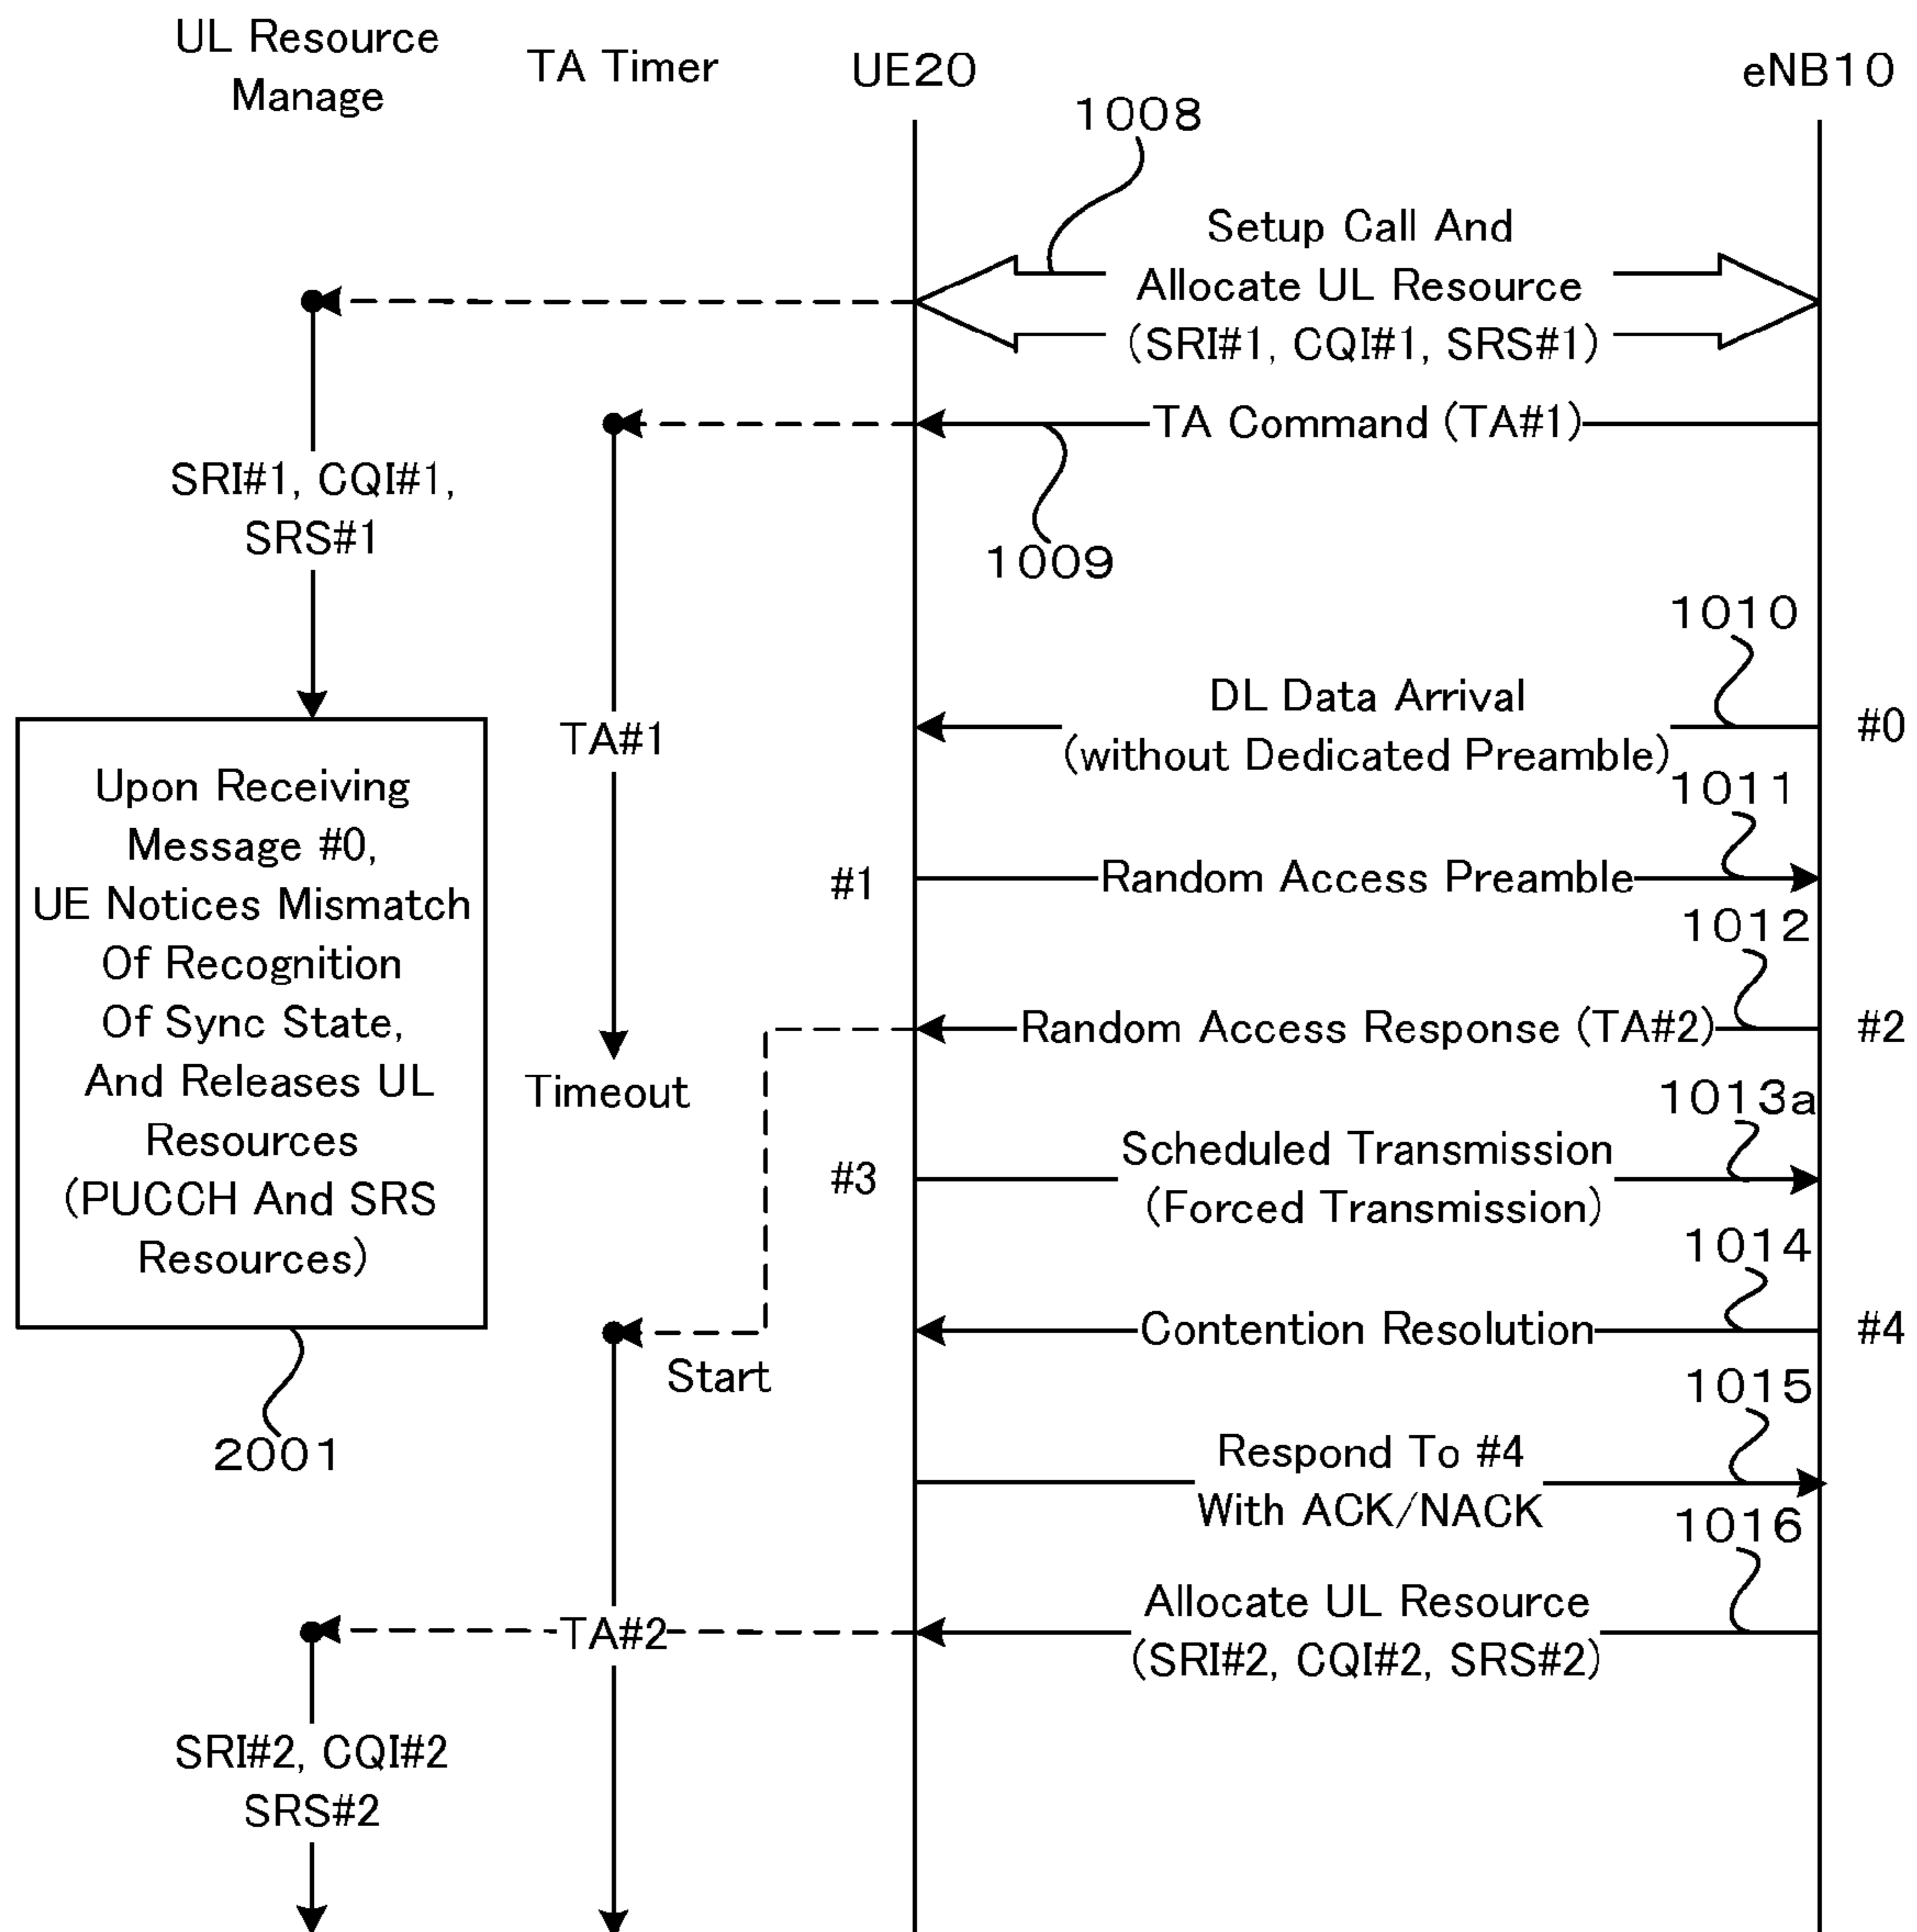 UL Resource
Manage
TA Timer
UE20
eNB10
1008
Setup Call And
Allocate UL Resource
(SRI#1, CQI#1, SRS#1)
TA Command (TA#1)
SRI#1, CQI#1,
SRS#1
1009
1010
DL Data Arrival
(without Dedicated Preamble)
#0
TA#1
1011
#1
Random Access Preamble
1012
Random Access Response (TA#2)
#2
Upon Receiving
Message #0,
UE Notices Mismatch
Of Recognition
Of Sync State,
And Releases UL
Resources
(PUCCH And SRS
Resources)
2001
Timeout
1013a
#3
Scheduled Transmission
(Forced Transmission)
1014
Contention Resolution
#4
Start
1015
Respond To #4
With ACK/NACK
1016
Allocate UL Resource
(SRI#2, CQI#2, SRS#2)
TA#2
SRI#2, CQI#2
SRS#2